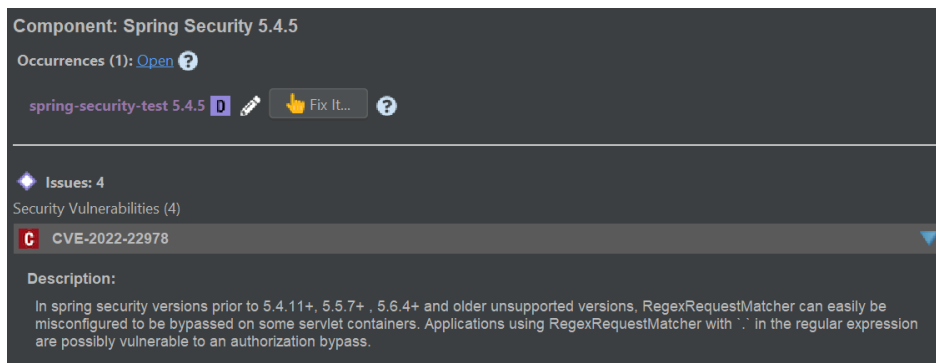 Component: Spring Security 5.4.5
Occurrences (1): Open ?
spring-security-test 5.4.5 D Fix It... ?
Issues: 4
Security Vulnerabilities (4)
C CVE-2022-22978
Description:
In spring security versions prior to 5.4.11+, 5.5.7+ , 5.6.4+ and older unsupported versions, RegexRequestMatcher can easily be
misconfigured to be bypassed on some servlet containers. Applications using RegexRequestMatcher with `.` in the regular expression
are possibly vulnerable to an authorization bypass.